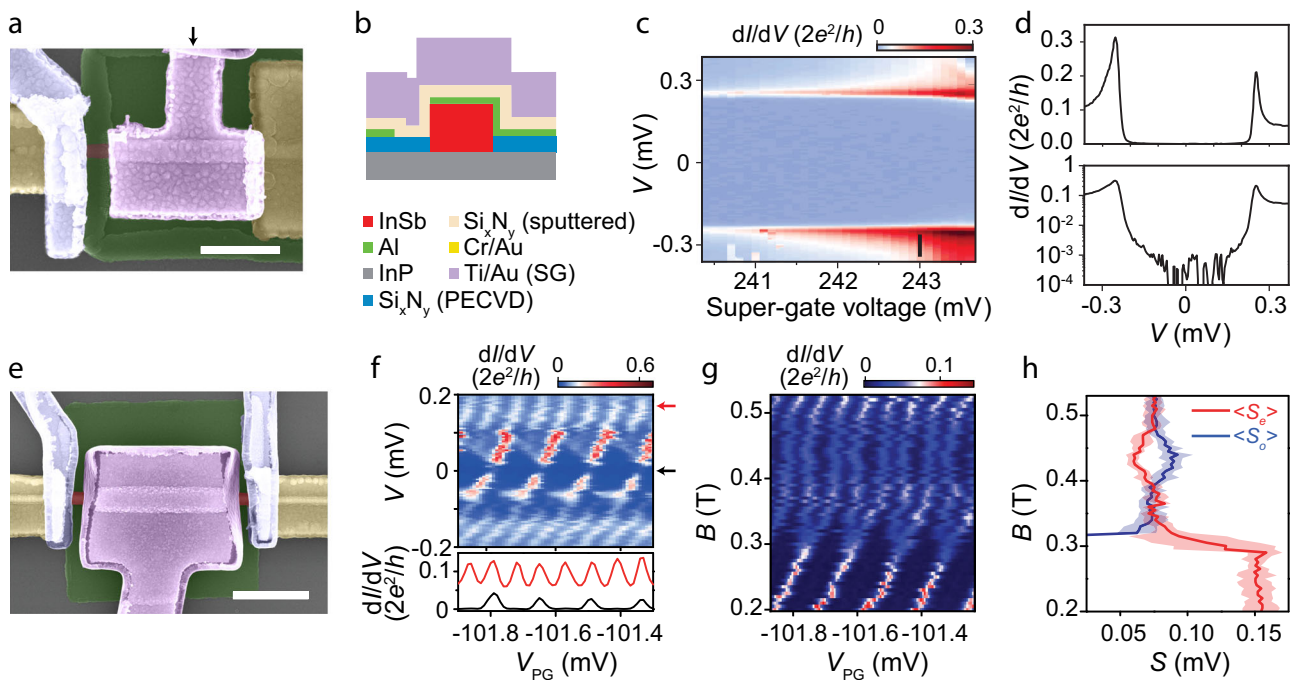 a
b
InSb
Al
InP
SixNy (PECVD)
SixNy (sputtered)
Cr/Au
Ti/Au (SG)
c
dI/dV (2e²/h)
0 0.3
V (mV)
0.3
0
-0.3
241 242 243
Super-gate voltage (mV)
d
dI/dV (2e²/h)
0.3
0.2
0.1
0.0
1
0.1
10⁻²
10⁻³
10⁻⁴
-0.3 0 0.3
V (mV)
e
f
dI/dV
(2e²/h)
0 0.6
V (mV)
0.2
0
-0.2
dI/dV
(2e²/h)
0.1
0
-101.8 -101.6 -101.4
VPG (mV)
g
dI/dV
(2e²/h)
0 0.1
B (T)
0.5
0.4
0.3
0.2
-101.8 -101.6 -101.4
VPG (mV)
h
<Se>
<So>
B (T)
0.5
0.4
0.3
0.2
0.05 0.10 0.15
S (mV)